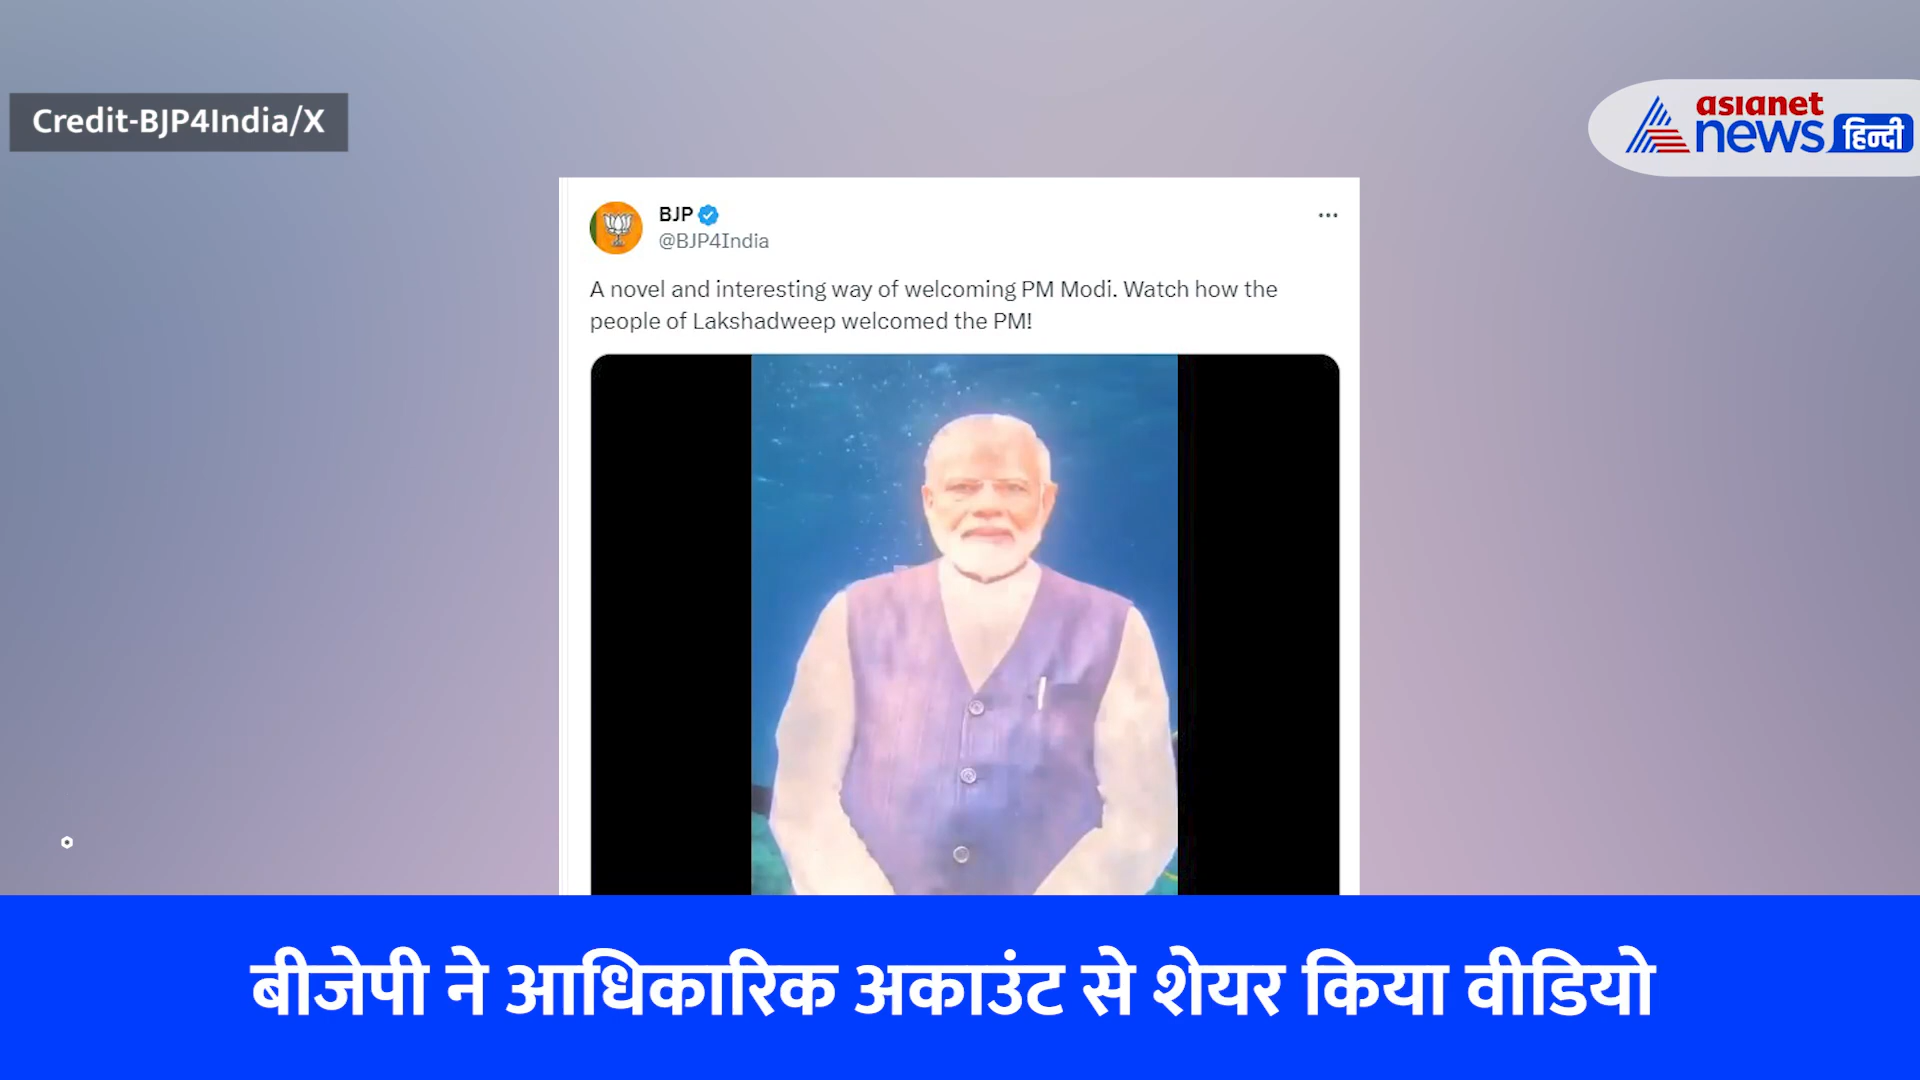 Credit-BJP4India/X
asianet
news हिन्दी
BJP
@BJP4India
A novel and interesting way of welcoming PM Modi. Watch how the
people of Lakshadweep welcomed the PM!
बीजेपी ने आधिकारिक अकाउंट से शेयर किया वीडियो